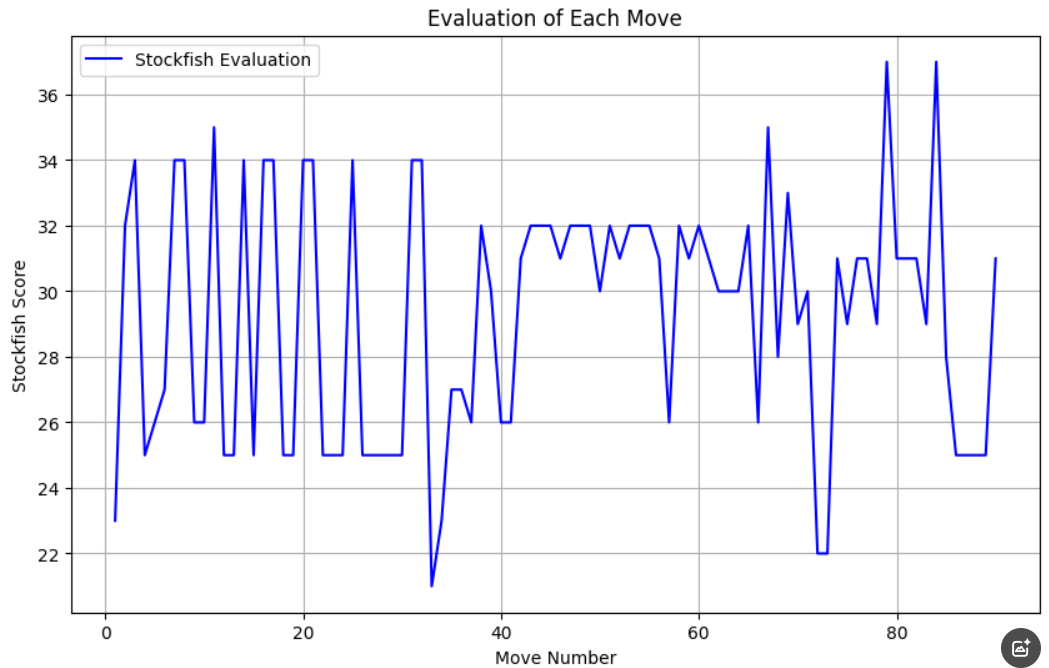 Evaluation of Each Move
Stockfish Evaluation
Stockfish Score
36
34
32
30
28
26
24
22
0 20 40 60 80
Move Number